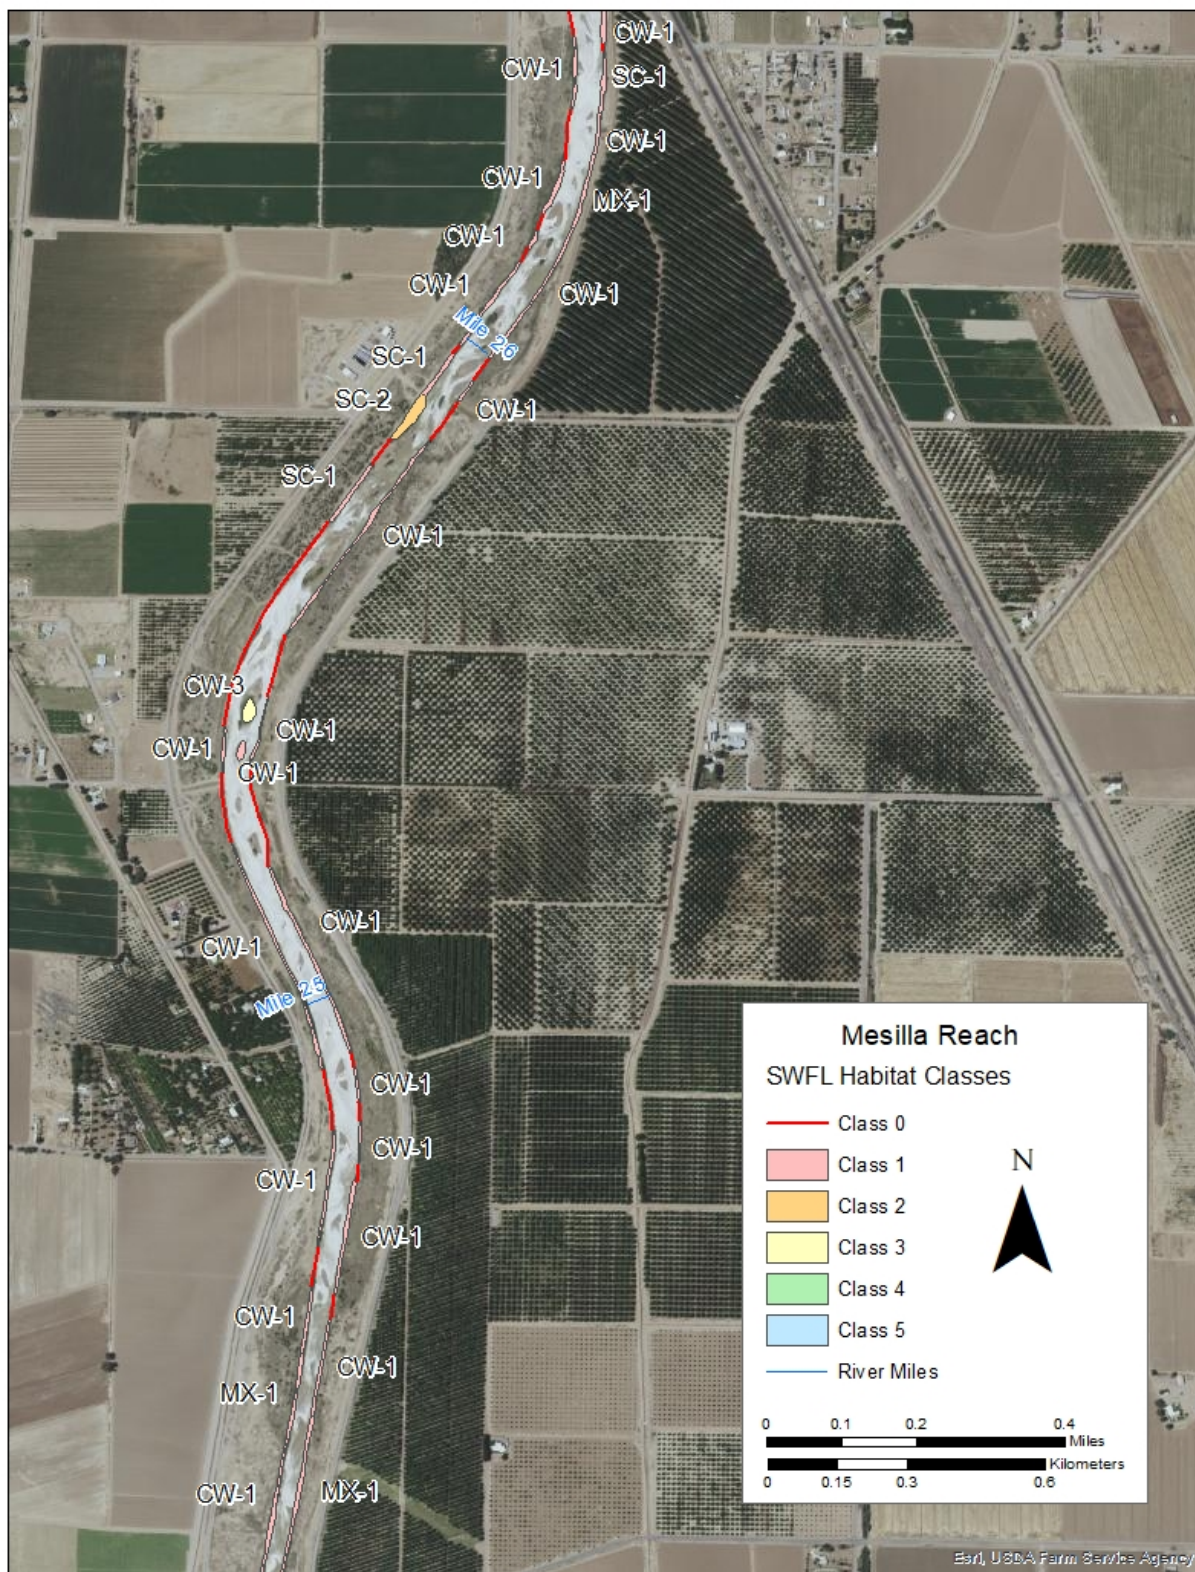 CW-1
CW-1
SC-1
CW-1
CW-1
MX-1
CW-1
CW-1
CW-1
Mile 26
SC-1
SC-2
CW-1
SC-1
CW-1
CW-3
CW-1
CW-1
CW-1
CW-1
CW-1
Mile 25
CW-1
CW-1
CW-1
CW-1
CW-1
CW-1
MX-1
CW-1
MX-1
Mesilla Reach
SWFL Habitat Classes
Class 0
Class 1
Class 2
Class 3
Class 4
Class 5
River Miles
N
0 0.1 0.2 0.4
Miles
Kilometers
0 0.15 0.3 0.6
Esri, USDA Farm Service Agency